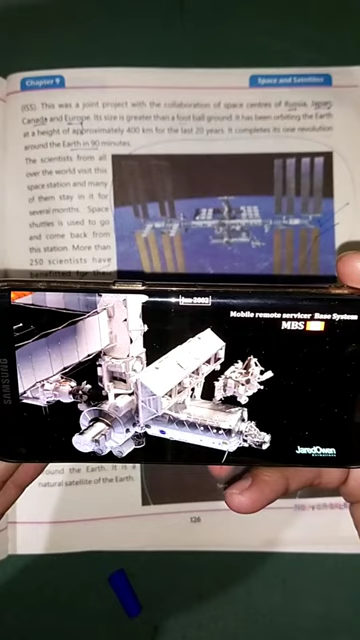 Chapter 9
Space and Satellites
(ISS). This was a joint project with the collaboration of space centres of Russia, Japan,
Canada and Europe. Its size is greater than a foot ball ground. It has been orbiting the Earth
at a height of approximately 400 km for the last 20 years. It completes its one revolution
around the Earth in 90 minutes.
The scientists from all
over the world visit this
space station and many
of them stay in it for
several months. Space
shuttles is used to go
and come back from
this station. More than
250 scientists have
benefitted for the
SAMSUNG
Jun-2002
Mobile remote servicer Base System
MBS
JaredOwen
ound the Earth. It is a
natural satellite of the Earth.
126